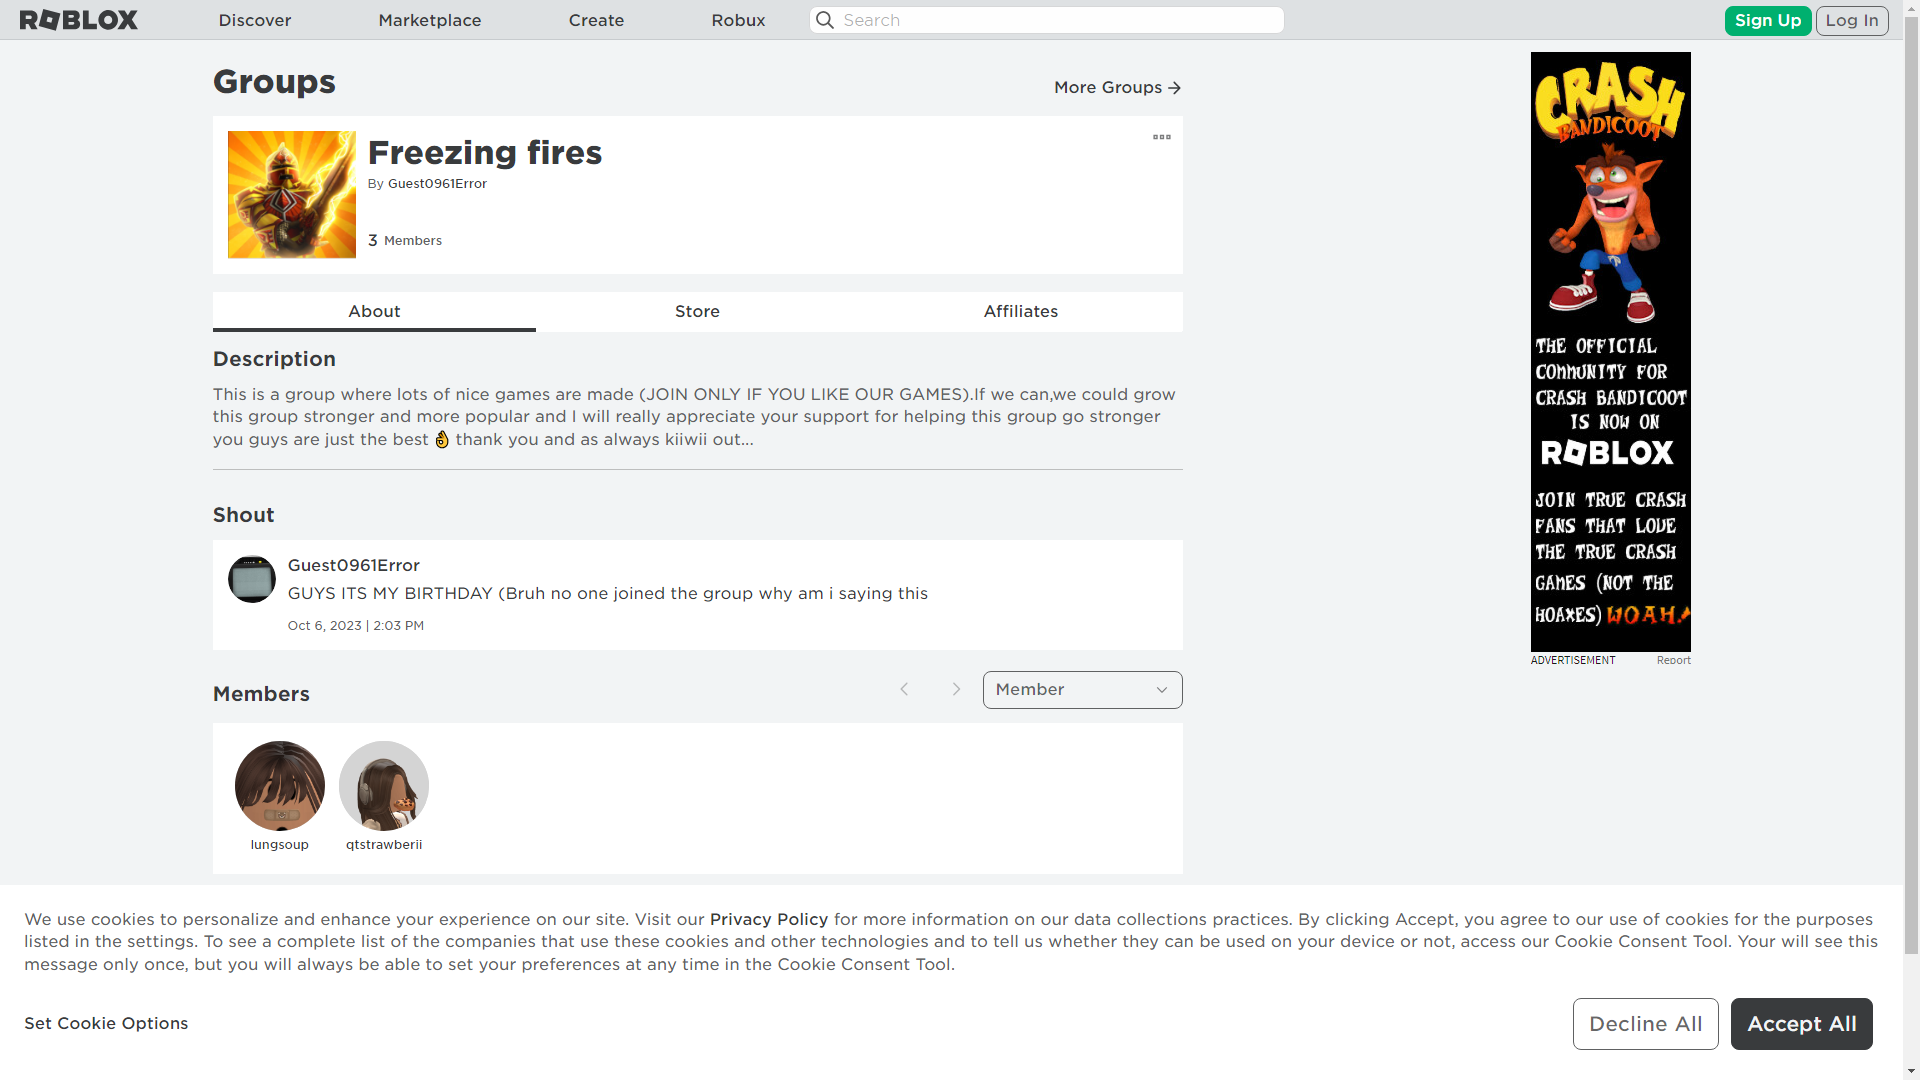 ROBLOX
Discover
Marketplace
Create
Robux
Search
Sign Up
Log In
Groups
More Groups
Freezing fires
By Guest0961Error
3 Members
About
Store
Affiliates
Description
This is a group where lots of nice games are made (JOIN ONLY IF YOU LIKE OUR GAMES).If we can,we could grow
this group stronger and more popular and I will really appreciate your support for helping this group go stronger
you guys are just the best 👌 thank you and as always kiiwii out...
Shout
Guest0961Error
GUYS ITS MY BIRTHDAY (Bruh no one joined the group why am i saying this
Oct 6, 2023 | 2:03 PM
Members
Member
lungsoup
qtstrawberii
CRASH
BANDICOOT
THE OFFICIAL
COMMUNITY FOR
CRASH BANDICOOT
IS NOW ON
ROBLOX
JOIN TRUE CRASH
FANS THAT LOVE
THE TRUE CRASH
GAMES (NOT THE
HOAXES) WOAH!
ADVERTISEMENT
Report
We use cookies to personalize and enhance your experience on our site. Visit our Privacy Policy for more information on our data collections practices. By clicking Accept, you agree to our use of cookies for the purposes
listed in the settings. To see a complete list of the companies that use these cookies and other technologies and to tell us whether they can be used on your device or not, access our Cookie Consent Tool. Your will see this
message only once, but you will always be able to set your preferences at any time in the Cookie Consent Tool.
Set Cookie Options
Decline All
Accept All